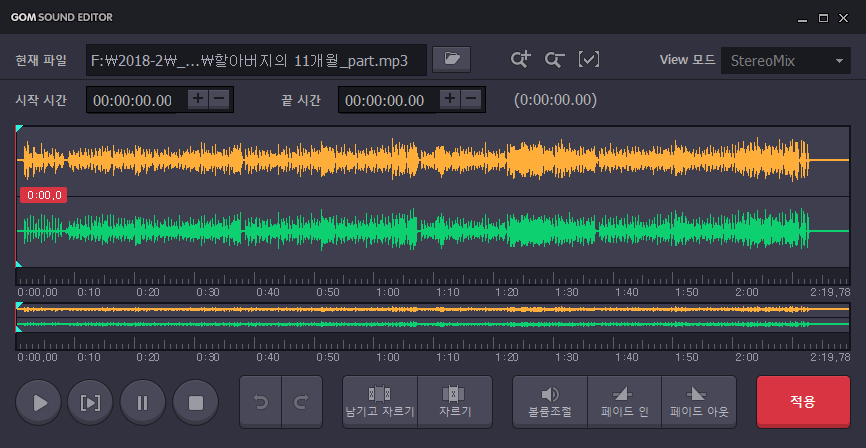 GOM SOUND EDITOR
현재 파일 F:₩2018-2₩_...₩할아버지의 11개월_part.mp3 View 모드 StereoMix
시작 시간 00:00:00.00 + − 끝 시간 00:00:00.00 + − (0:00:00.00)
0:00,0
0:00,00 0:10 0:20 0:30 0:40 0:50 1:00 1:10 1:20 1:30 1:40 1:50 2:00 2:19,78
0:00,00 0:10 0:20 0:30 0:40 0:50 1:00 1:10 1:20 1:30 1:40 1:50 2:00 2:19,78
남기고 자르기 자르기 볼륨조절 페이드 인 페이드 아웃 적용